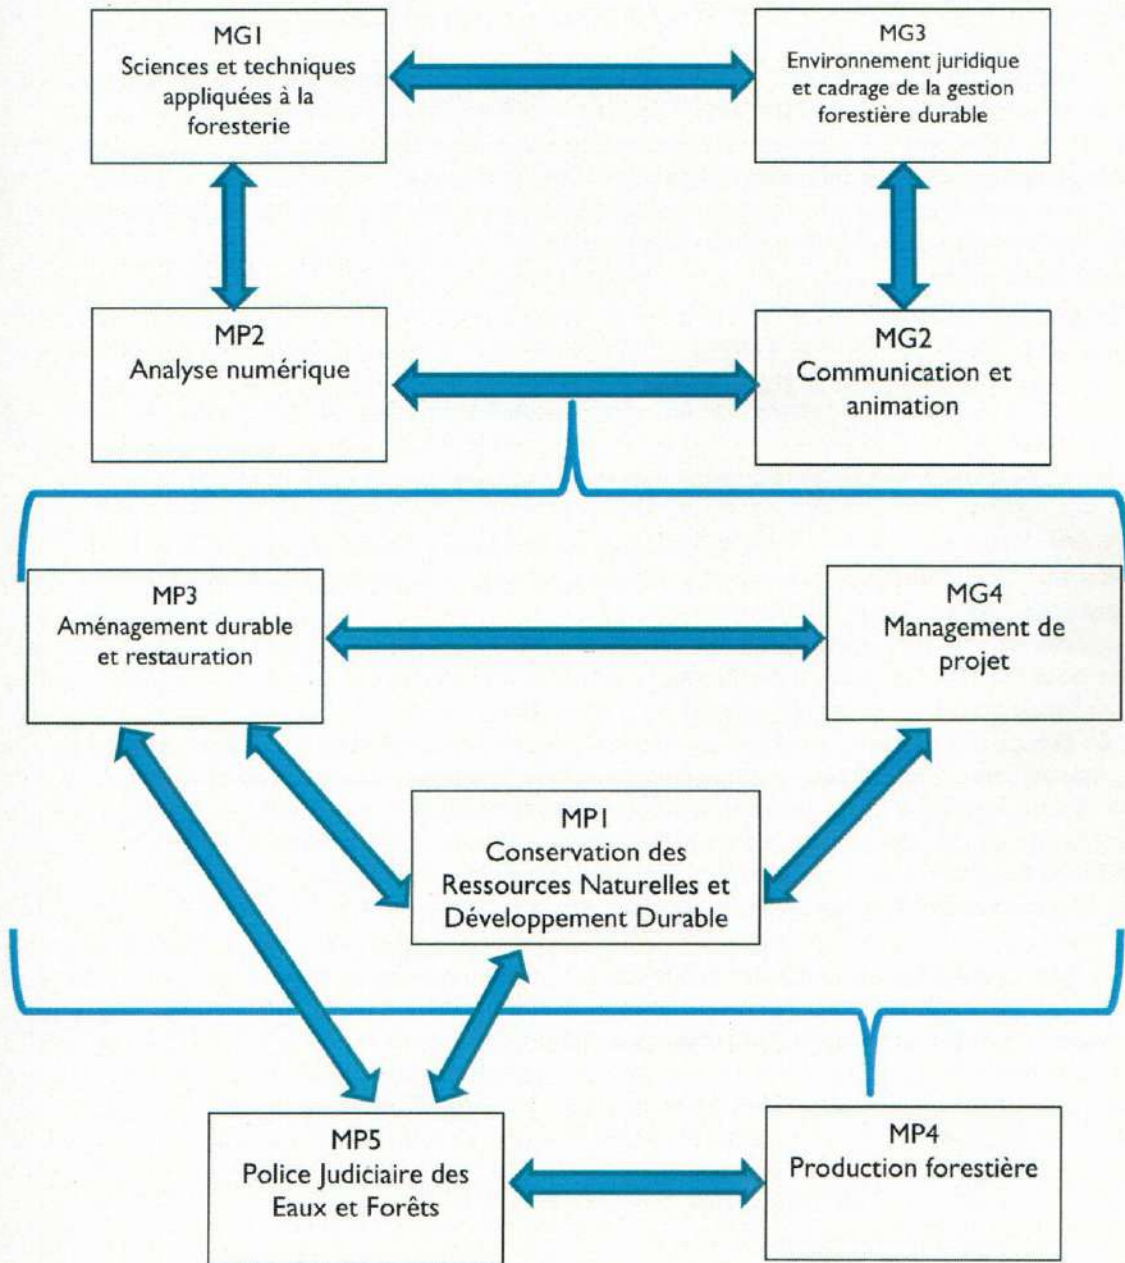 MG1
Sciences et techniques
appliquées à la
foresterie
MG3
Environnement juridique
et cadrage de la gestion
forestière durable
MP2
Analyse numérique
MG2
Communication et
animation
MP3
Aménagement durable
et restauration
MG4
Management de
projet
MP1
Conservation des
Ressources Naturelles et
Développement Durable
MP5
Police Judiciaire des
Eaux et Forêts
MP4
Production forestière